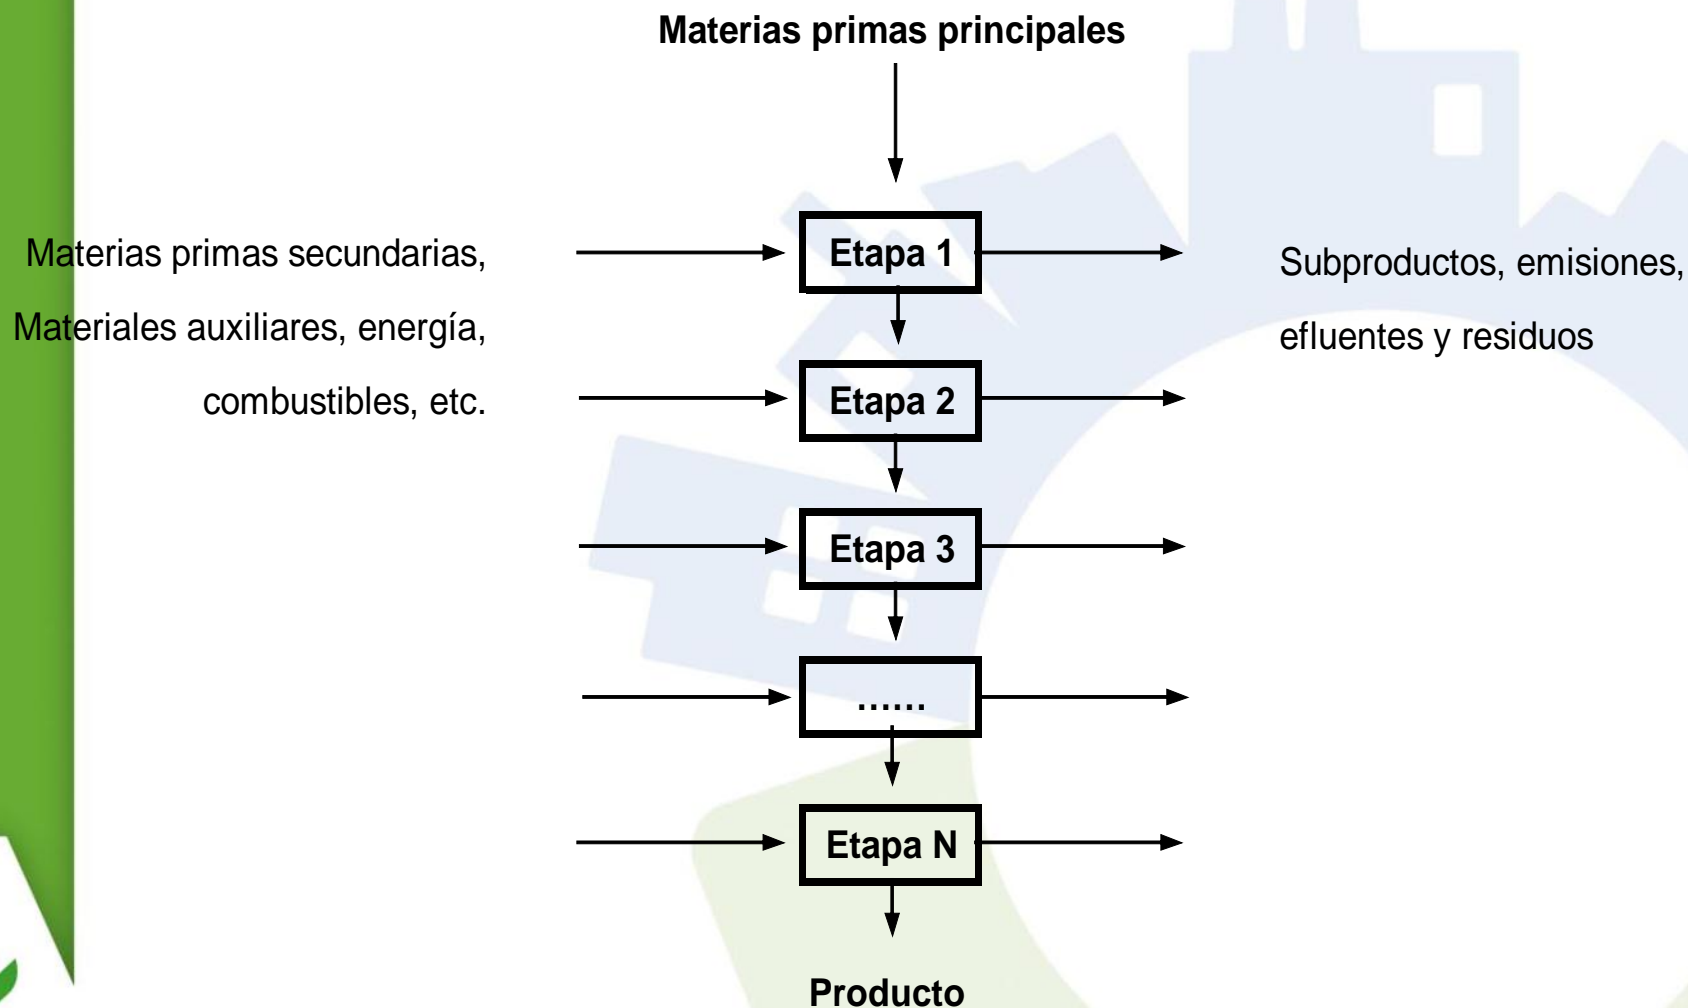 Materias primas principales
Materias primas secundarias,
Materiales auxiliares, energía,
combustibles, etc.
Etapa 1
Etapa 2
Etapa 3
......
Etapa N
Subproductos, emisiones,
efluentes y residuos
Producto